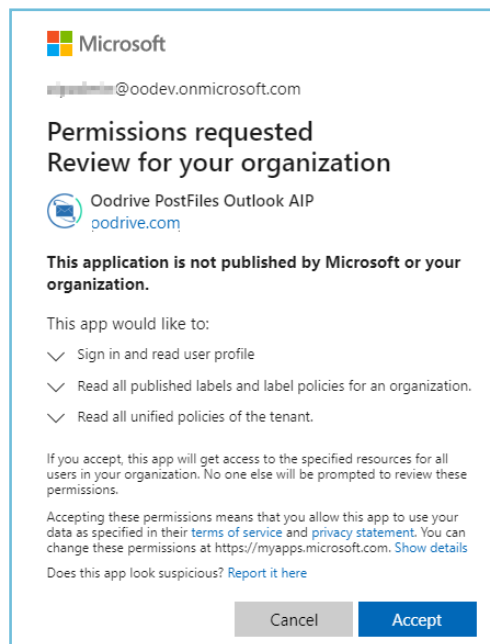 Microsoft
@oodev.onmicrosoft.com
Permissions requested
Review for your organization
Oodrive PostFiles Outlook AIP
oodrive.com
This application is not published by Microsoft or your
organization.
This app would like to:
Sign in and read user profile
Read all published labels and label policies for an organization.
Read all unified policies of the tenant.
If you accept, this app will get access to the specified resources for all
users in your organization. No one else will be prompted to review these
permissions.
Accepting these permissions means that you allow this app to use your
data as specified in their terms of service and privacy statement. You can
change these permissions at https://myapps.microsoft.com. Show details
Does this app look suspicious? Report it here
Cancel
Accept